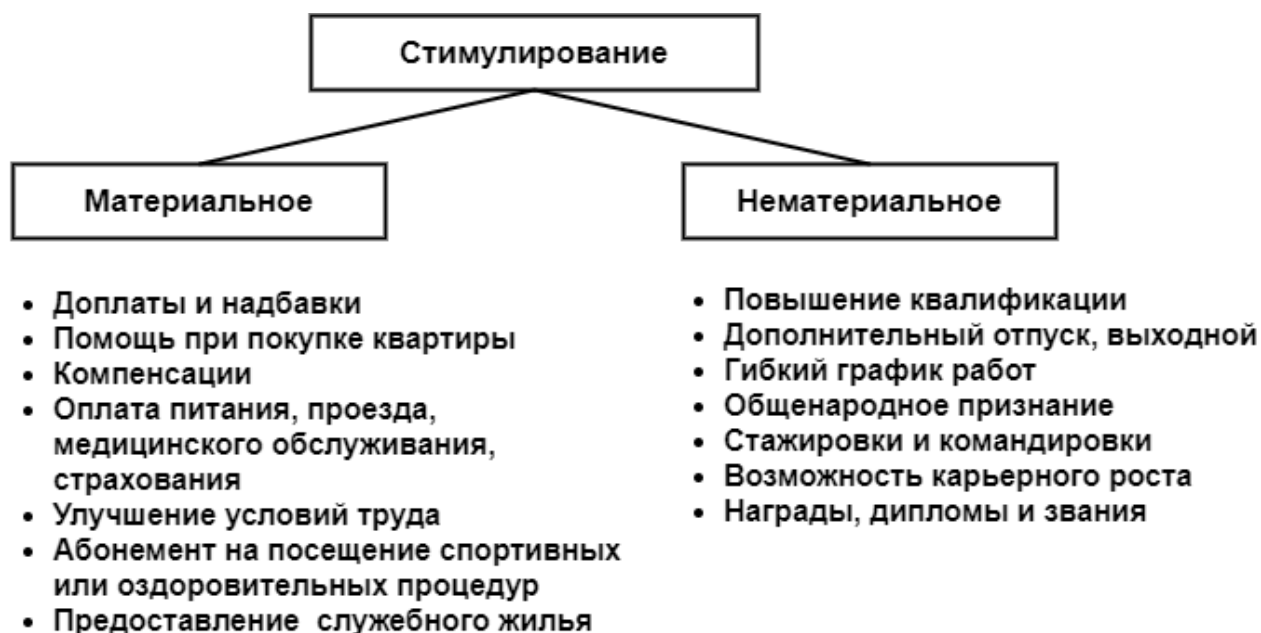 Стимулирование
Материальное
Нематериальное
• Доплаты и надбавки
• Помощь при покупке квартиры
• Компенсации
• Оплата питания, проезда,
медицинского обслуживания,
страхования
• Улучшение условий труда
• Абонемент на посещение спортивных
или оздоровительных процедур
• Предоставление служебного жилья
• Повышение квалификации
• Дополнительный отпуск, выходной
• Гибкий график работ
• Общенародное признание
• Стажировки и командировки
• Возможность карьерного роста
• Награды, дипломы и звания